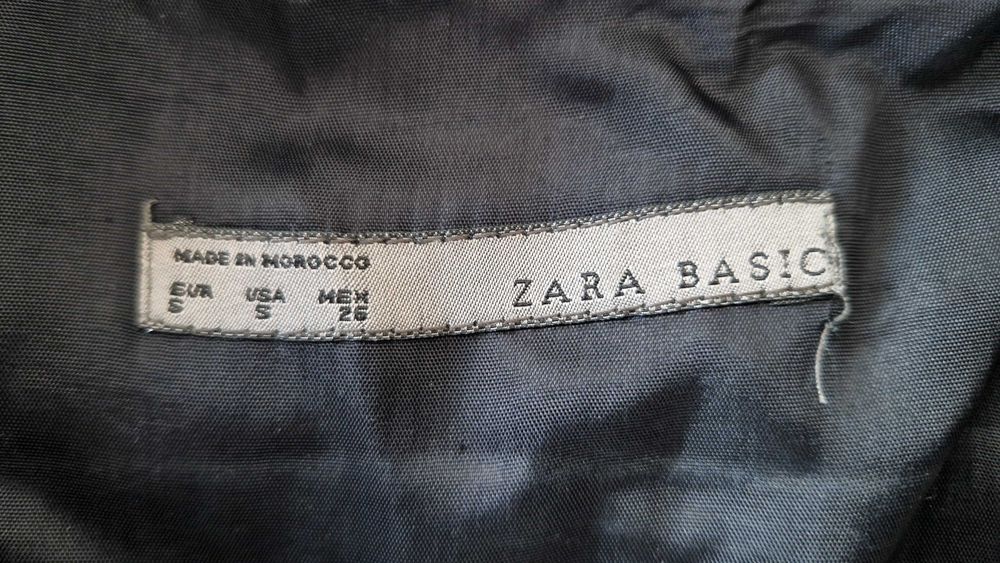 MADE IN MOROCCO
EUR USA MEX
S S 26
ZARA BASIC